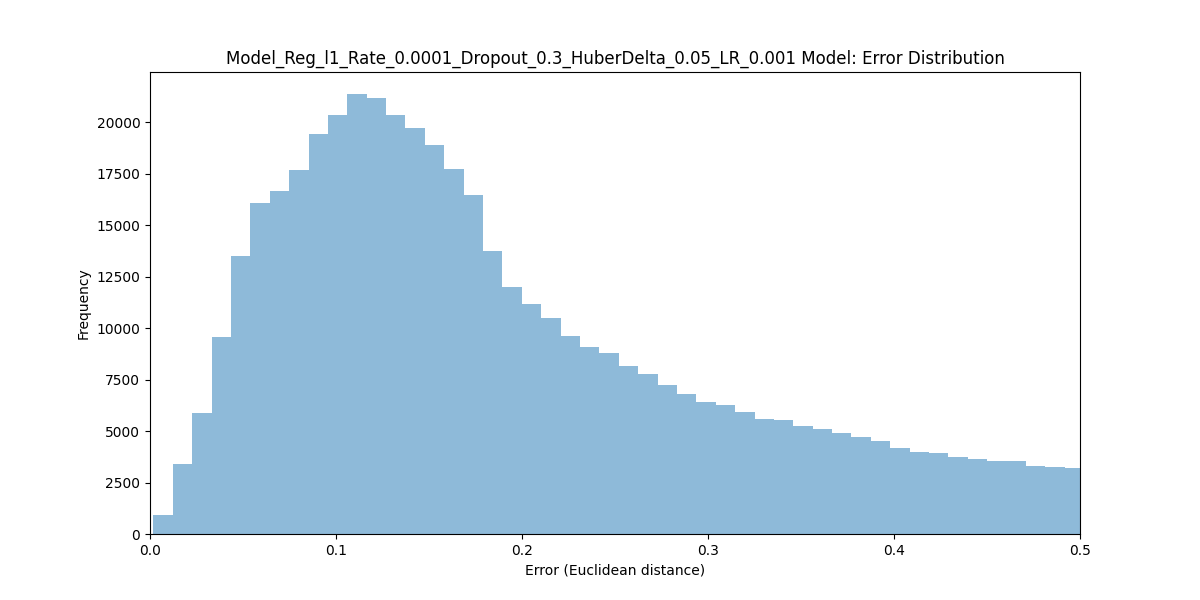 Model_Reg_l1_Rate_0.0001_Dropout_0.3_HuberDelta_0.05_LR_0.001 Model: Error Distribution
Frequency
20000
17500
15000
12500
10000
7500
5000
2500
0
0.0 0.1 0.2 0.3 0.4 0.5
Error (Euclidean distance)